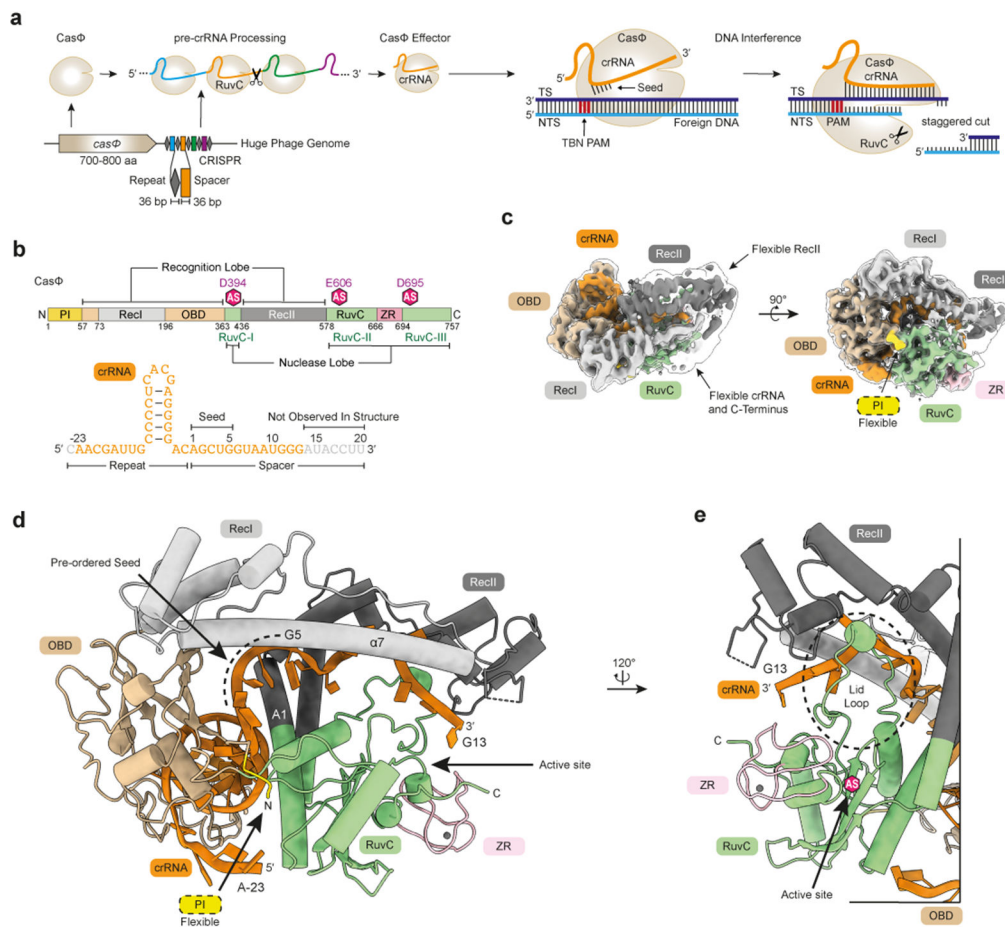 a
CasΦ
pre-crRNA Processing
CasΦ Effector
CasΦ
DNA Interference
5'
RuvC
3'
crRNA
crRNA
3'
5'
Seed
TS
3'
5'
NTS
Foreign DNA
TBN PAM
CasΦ
crRNA
5'
TS
NTS
PAM
RuvC
staggered cut
5'
casΦ
700-800 aa
Huge Phage Genome
CRISPR
Repeat
Spacer
36 bp
36 bp
b
CasΦ
Recognition Lobe
D394
E606
D695
AS
AS
AS
N
PI
RecI
OBD
RecII
RuvC
ZR
C
1
57
73
196
363
436
578
666
694
757
RuvC-I
RuvC-II
RuvC-III
Nuclease Lobe
crRNA
A C
C G
U A
C G
C G
C G
C G
-23
Seed
Not Observed In Structure
1 5 10 15 20
5' CAACGAUUG ACAGCUGGUAAUGGGAUACCUU 3'
Repeat
Spacer
c
crRNA
RecII
Flexible RecII
OBD
RecI
RuvC
Flexible crRNA
and C-Terminus
90°
RecI
RecII
OBD
crRNA
PI
Flexible
RuvC
ZR
d
RecI
Pre-ordered Seed
RecII
OBD
G5
α7
A1
3'
G13
Active site
N
C
RuvC
ZR
crRNA
5'
A-23
PI
Flexible
120°
e
RecII
G13
crRNA
3'
Lid
Loop
C
ZR
AS
RuvC
Active site
OBD